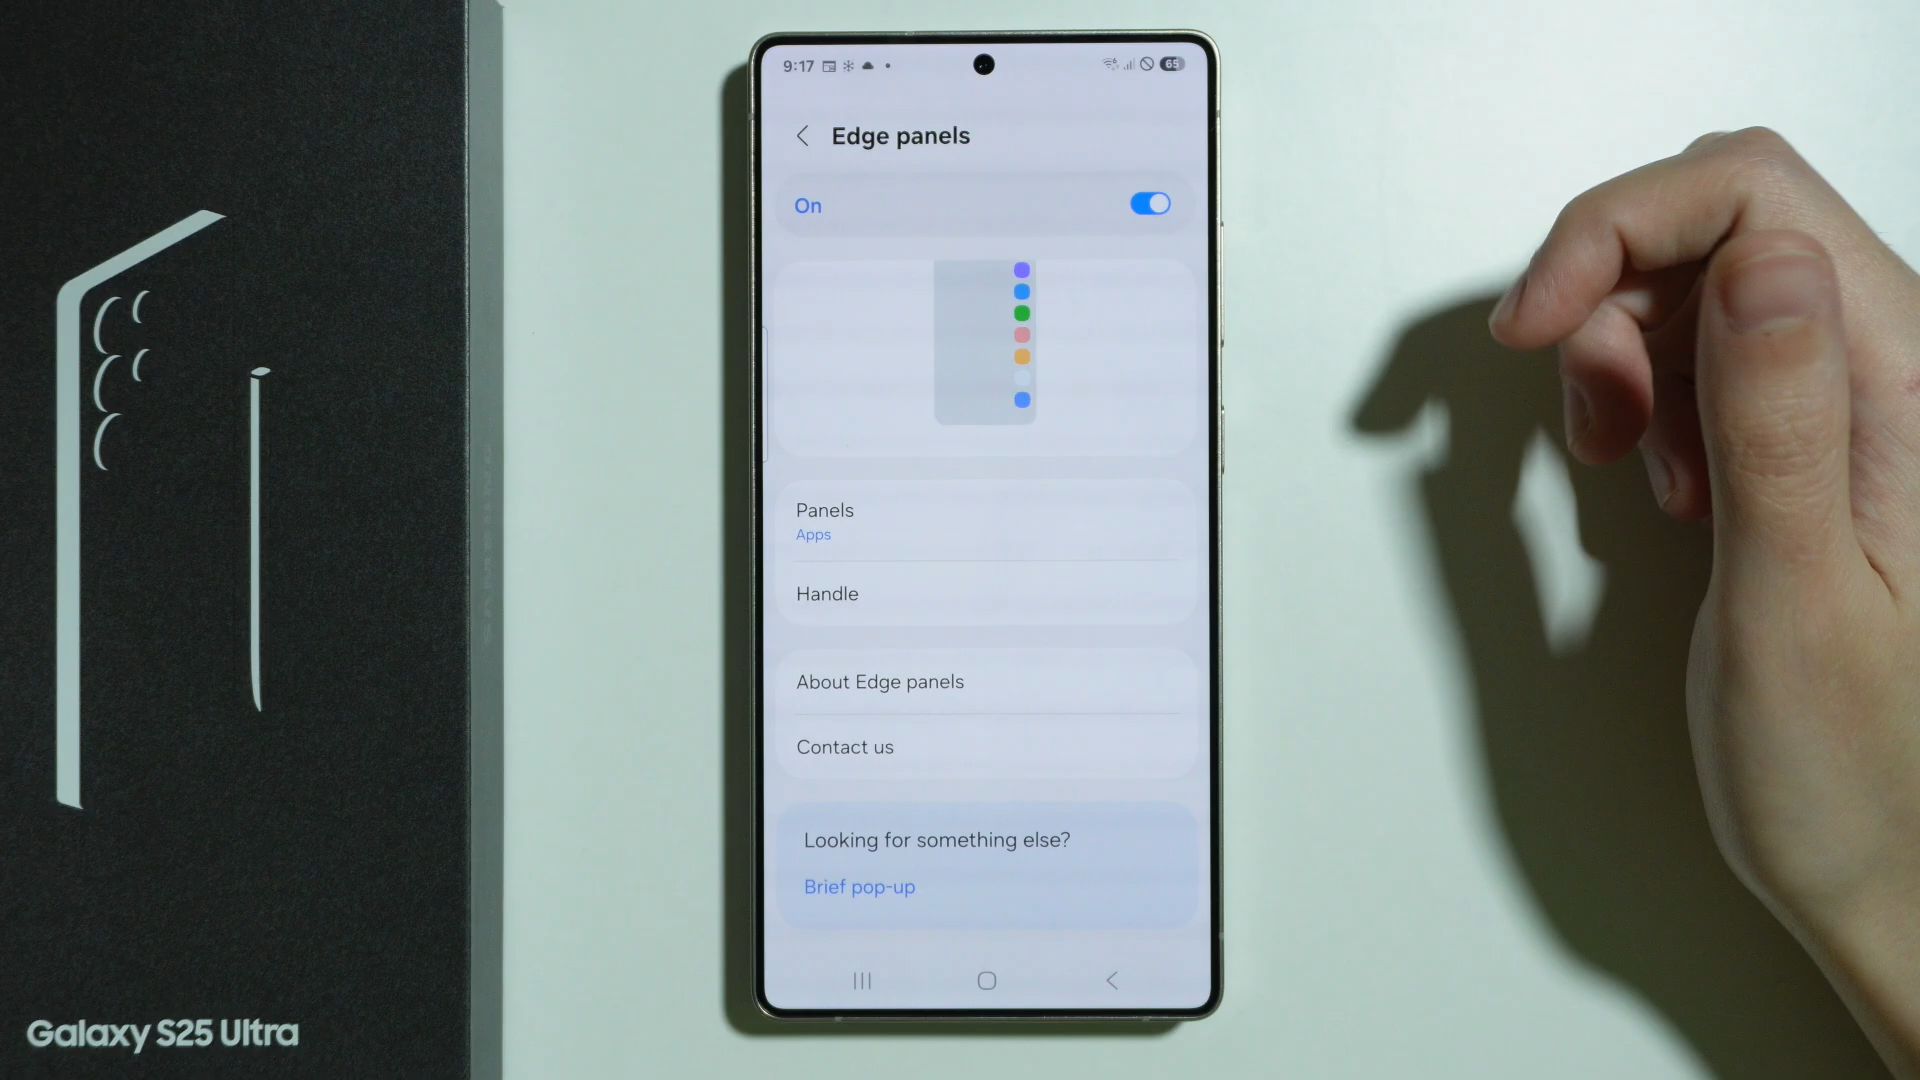 9:17
65
Edge panels
On
Panels
Apps
Handle
About Edge panels
Contact us
Looking for something else?
Brief pop-up
Galaxy S25 Ultra